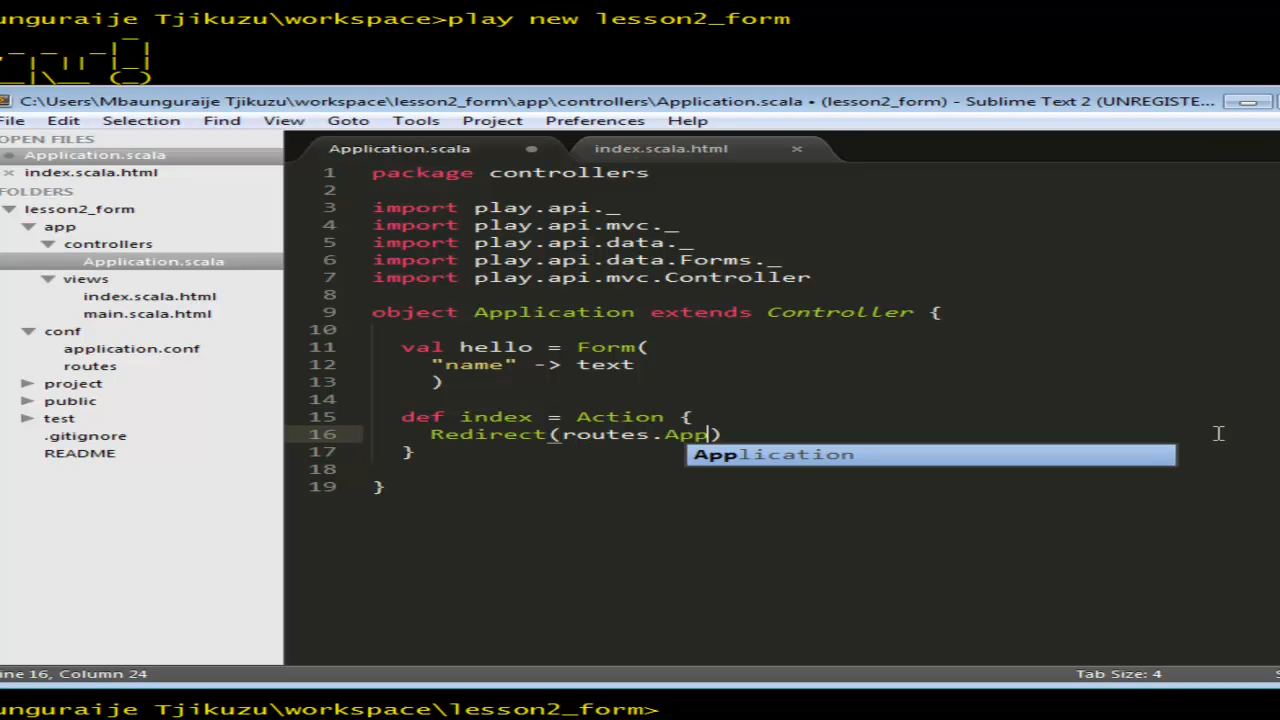 unguraije Tjikuzu\workspace>play new lesson2_form
C:\Users\Mbaunguraije Tjikuzu\workspace\lesson2_form\app\controllers\Application.scala • (lesson2_form) - Sublime Text 2 (UNREGISTE...
File Edit Selection Find View Goto Tools Project Preferences Help
OPEN FILES
Application.scala
index.scala.html
FOLDERS
lesson2_form
app
controllers
Application.scala
views
index.scala.html
main.scala.html
conf
application.conf
routes
project
public
test
.gitignore
README
Application.scala index.scala.html
1 package controllers
2
3 import play.api._
4 import play.api.mvc._
5 import play.api.data._
6 import play.api.data.Forms._
7 import play.api.mvc.Controller
8
9 object Application extends Controller {
10
11 val hello = Form(
12 "name" -> text
13 )
14
15 def index = Action {
16 Redirect(routes.App)
Application
17 }
18
19 }
ine 16, Column 24 Tab Size: 4
unguraije Tjikuzu\workspace\lesson2_form>